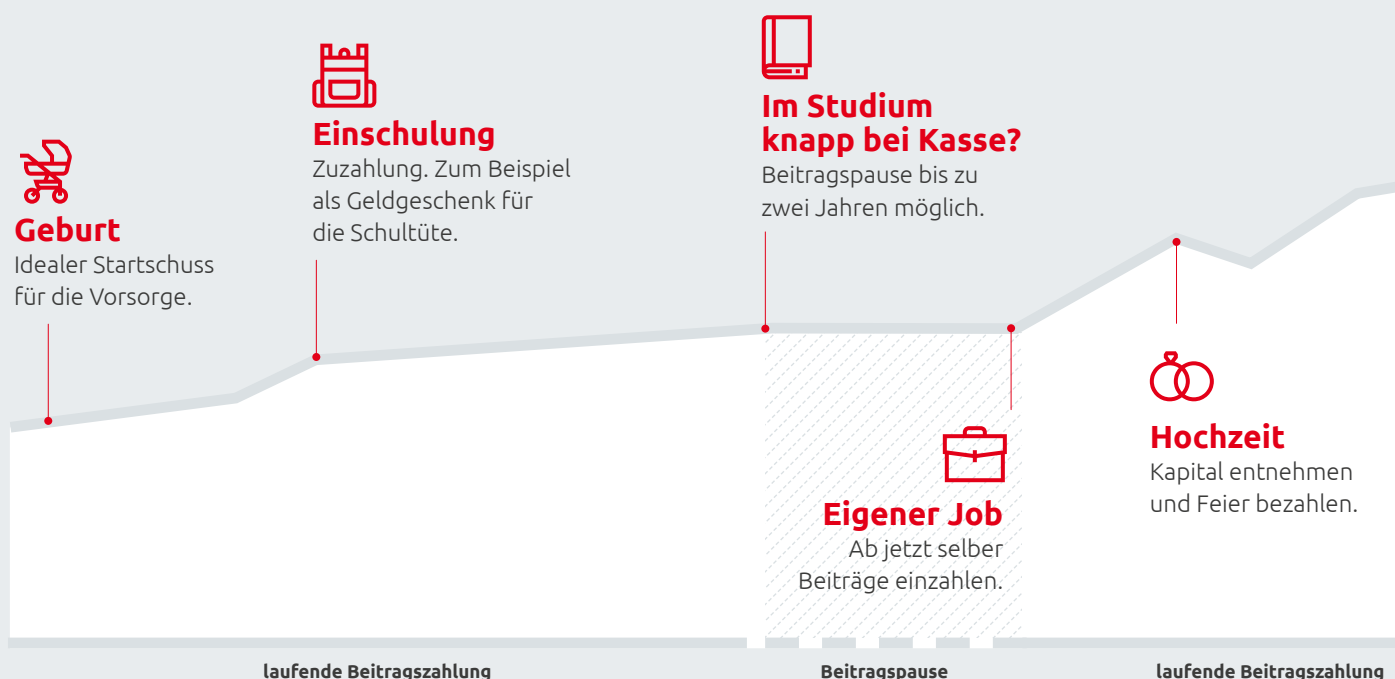 Geburt
Idealer Startschuss
für die Vorsorge.
Einschulung
Zuzahlung. Zum Beispiel
als Geldgeschenk für
die Schultüte.
Im Studium
knapp bei Kasse?
Beitragspause bis zu
zwei Jahren möglich.
Eigener Job
Ab jetzt selber
Beiträge einzahlen.
Hochzeit
Kapital entnehmen
und Feier bezahlen.
laufende Beitragszahlung
Beitragspause
laufende Beitragszahlung